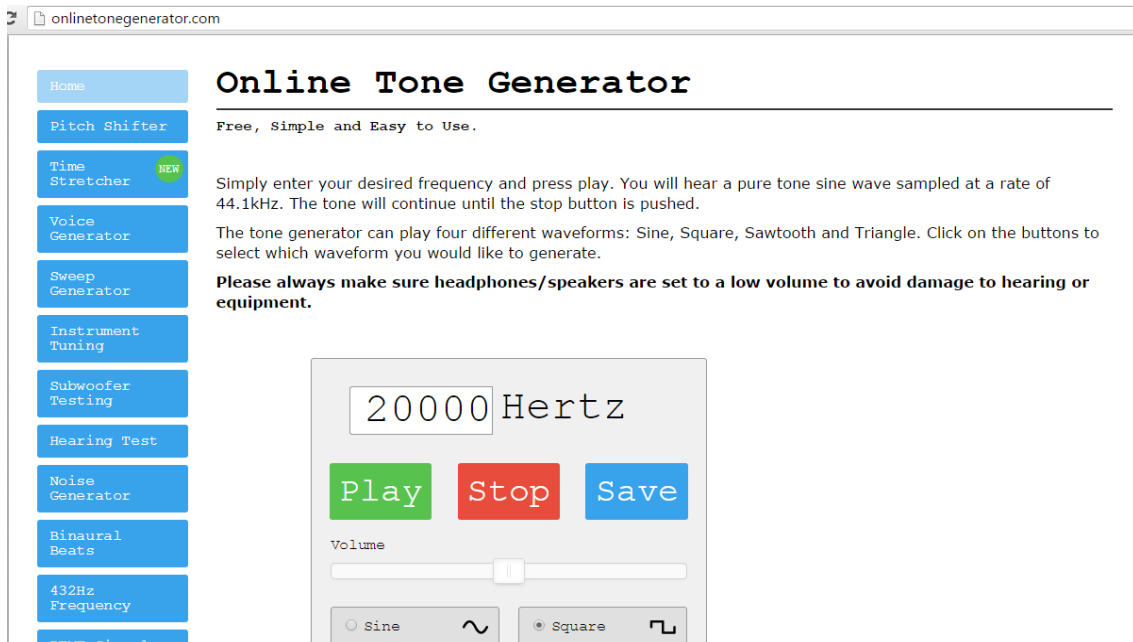 onlinetonegenerator.com
Home
Pitch Shifter
Time
Stretcher
NEW
Voice
Generator
Sweep
Generator
Instrument
Tuning
Subwoofer
Testing
Hearing Test
Noise
Generator
Binaural
Beats
432Hz
Frequency
Online Tone Generator
Free, Simple and Easy to Use.
Simply enter your desired frequency and press play. You will hear a pure tone sine wave sampled at a rate of
44.1kHz. The tone will continue until the stop button is pushed.
The tone generator can play four different waveforms: Sine, Square, Sawtooth and Triangle. Click on the buttons to
select which waveform you would like to generate.
Please always make sure headphones/speakers are set to a low volume to avoid damage to hearing or
equipment.
20000 Hertz
Play Stop Save
Volume
Sine Square